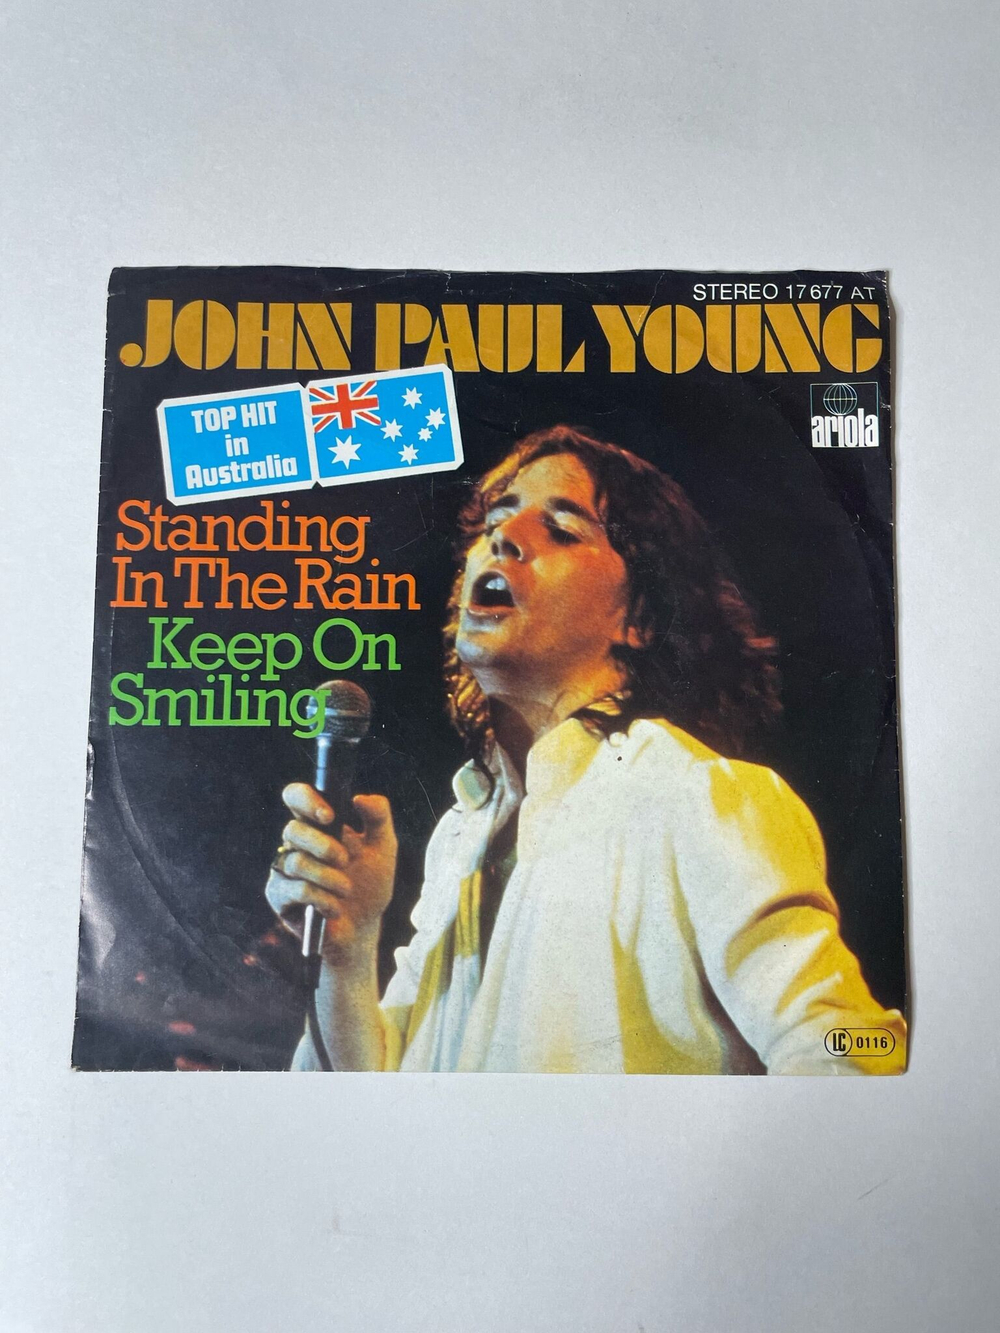 STEREO 17 677 AT
JOHN PAUL YOUNG
TOP HIT
in
Australia
ariola
Standing
In The Rain
Keep On
Smiling
LC 0116